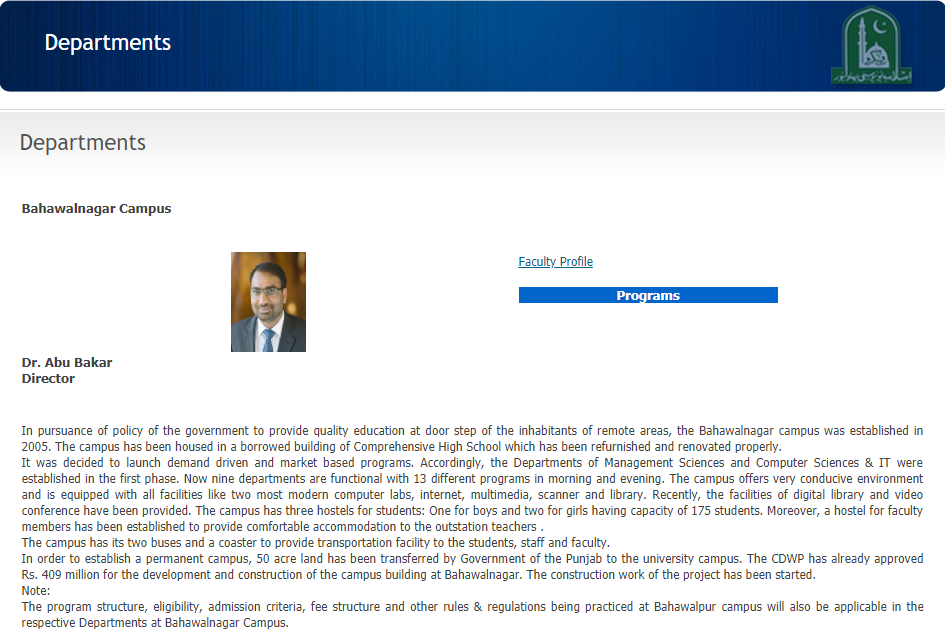 Departments
Departments
Bahawalnagar Campus
Faculty Profile
Programs
Dr. Abu Bakar
Director
In pursuance of policy of the government to provide quality education at door step of the inhabitants of remote areas, the Bahawalnagar campus was established in
2005. The campus has been housed in a borrowed building of Comprehensive High School which has been refurnished and renovated properly.
It was decided to launch demand driven and market based programs. Accordingly, the Departments of Management Sciences and Computer Sciences & IT were
established in the first phase. Now nine departments are functional with 13 different programs in morning and evening. The campus offers very conducive environment
and is equipped with all facilities like two most modern computer labs, internet, multimedia, scanner and library. Recently, the facilities of digital library and video
conference have been provided. The campus has three hostels for students: One for boys and two for girls having capacity of 175 students. Moreover, a hostel for faculty
members has been established to provide comfortable accommodation to the outstation teachers .
The campus has its two buses and a coaster to provide transportation facility to the students, staff and faculty.
In order to establish a permanent campus, 50 acre land has been transferred by Government of the Punjab to the university campus. The CDWP has already approved
Rs. 409 million for the development and construction of the campus building at Bahawalnagar. The construction work of the project has been started.
Note:
The program structure, eligibility, admission criteria, fee structure and other rules & regulations being practiced at Bahawalpur campus will also be applicable in the
respective Departments at Bahawalnagar Campus.